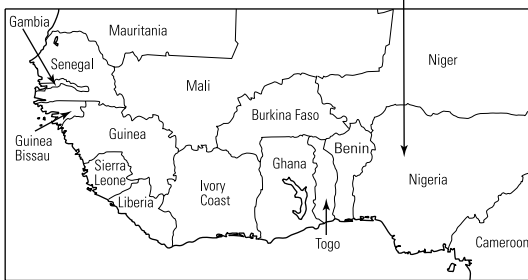 Mauritania
Gambia
Senegal
Mali
Niger
Burkina Faso
Guinea
Guinea
Bissau
Benin
Sierra
Leone
Ghana
Ivory
Coast
Nigeria
Liberia
Togo
Cameroon